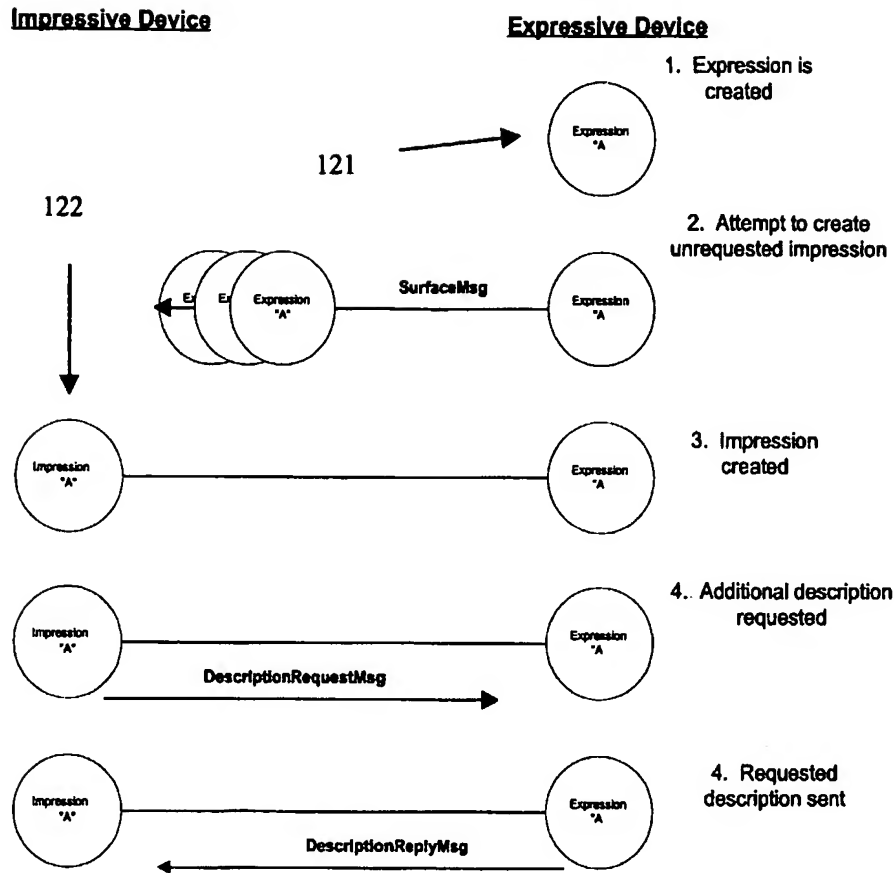 Impressive Device
Expressive Device
1. Expression is
created
Expression
"A
121
122
2. Attempt to create
unrequested impression
Ex
Ex
Expression
"A"
SurfaceMsg
Expression
"A
3. Impression
created
Impression
"A"
Expression
"A
4. Additional description
requested
Impression
"A"
Expression
"A
DescriptionRequestMsg
4. Requested
description sent
Impression
"A"
Expression
"A
DescriptionReplyMsg